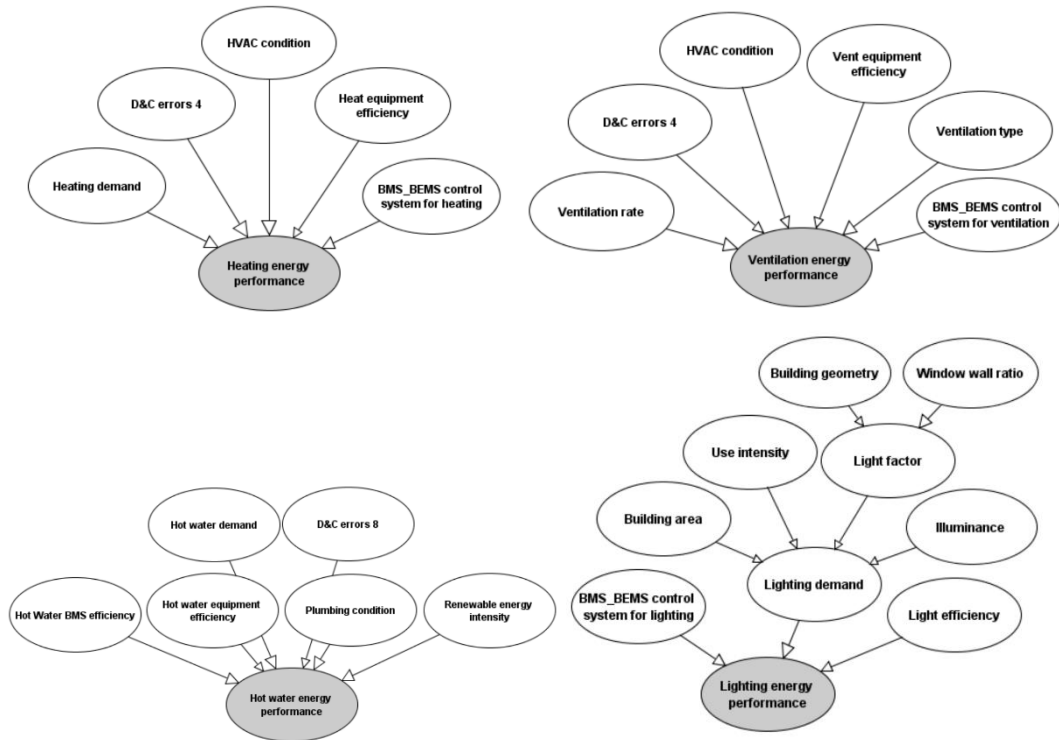 HVAC condition
D&C errors 4
Heat equipment
efficiency
Heating demand
BMS_BEMS control
system for heating
Heating energy
performance
HVAC condition
Vent equipment
efficiency
D&C errors 4
Ventilation type
Ventilation rate
BMS_BEMS control
system for ventilation
Ventilation energy
performance
Hot water demand
D&C errors 8
Hot Water BMS efficiency
Hot water equipment
efficiency
Plumbing condition
Renewable energy
intensity
Hot water energy
performance
Building geometry
Window wall ratio
Use intensity
Light factor
Building area
Illuminance
Lighting demand
BMS_BEMS control
system for lighting
Light efficiency
Lighting energy
performance